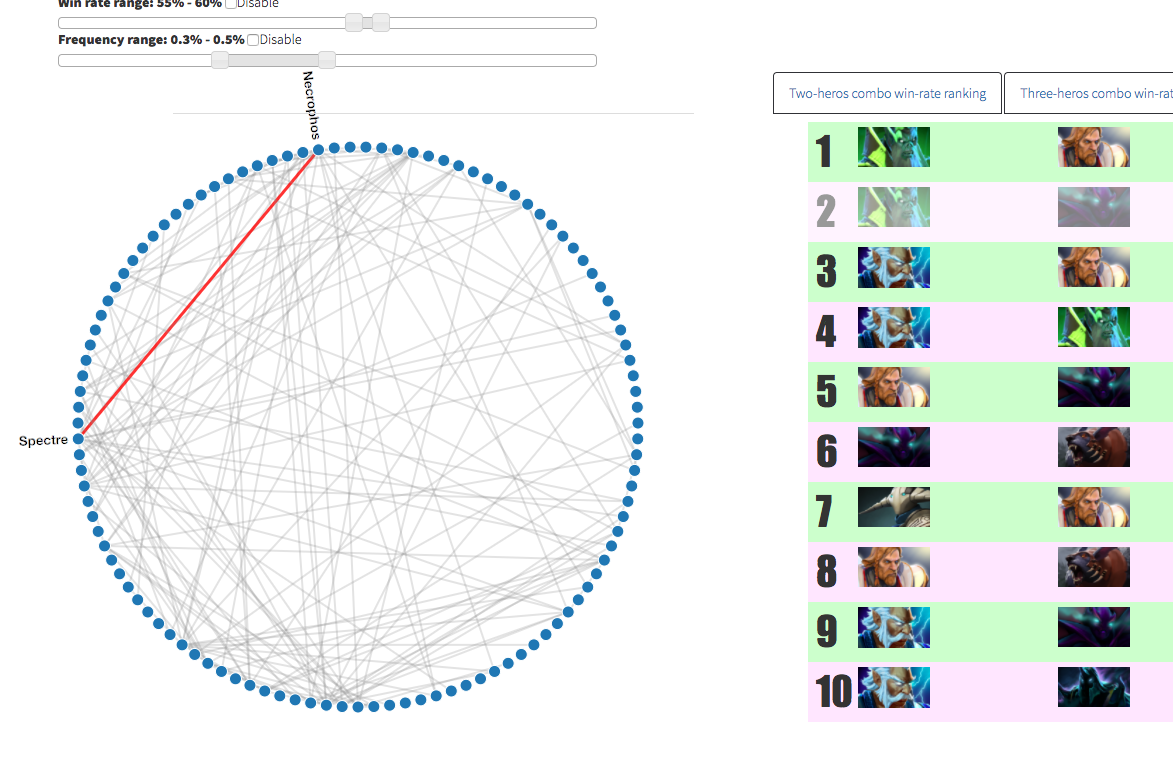 Win rate range: 55% - 60% Disable
Frequency range: 0.3% - 0.5% Disable
Necrophos
Spectre
Two-heros combo win-rate ranking
Three-heros combo win-rat
1
2
3
4
5
6
7
8
9
10